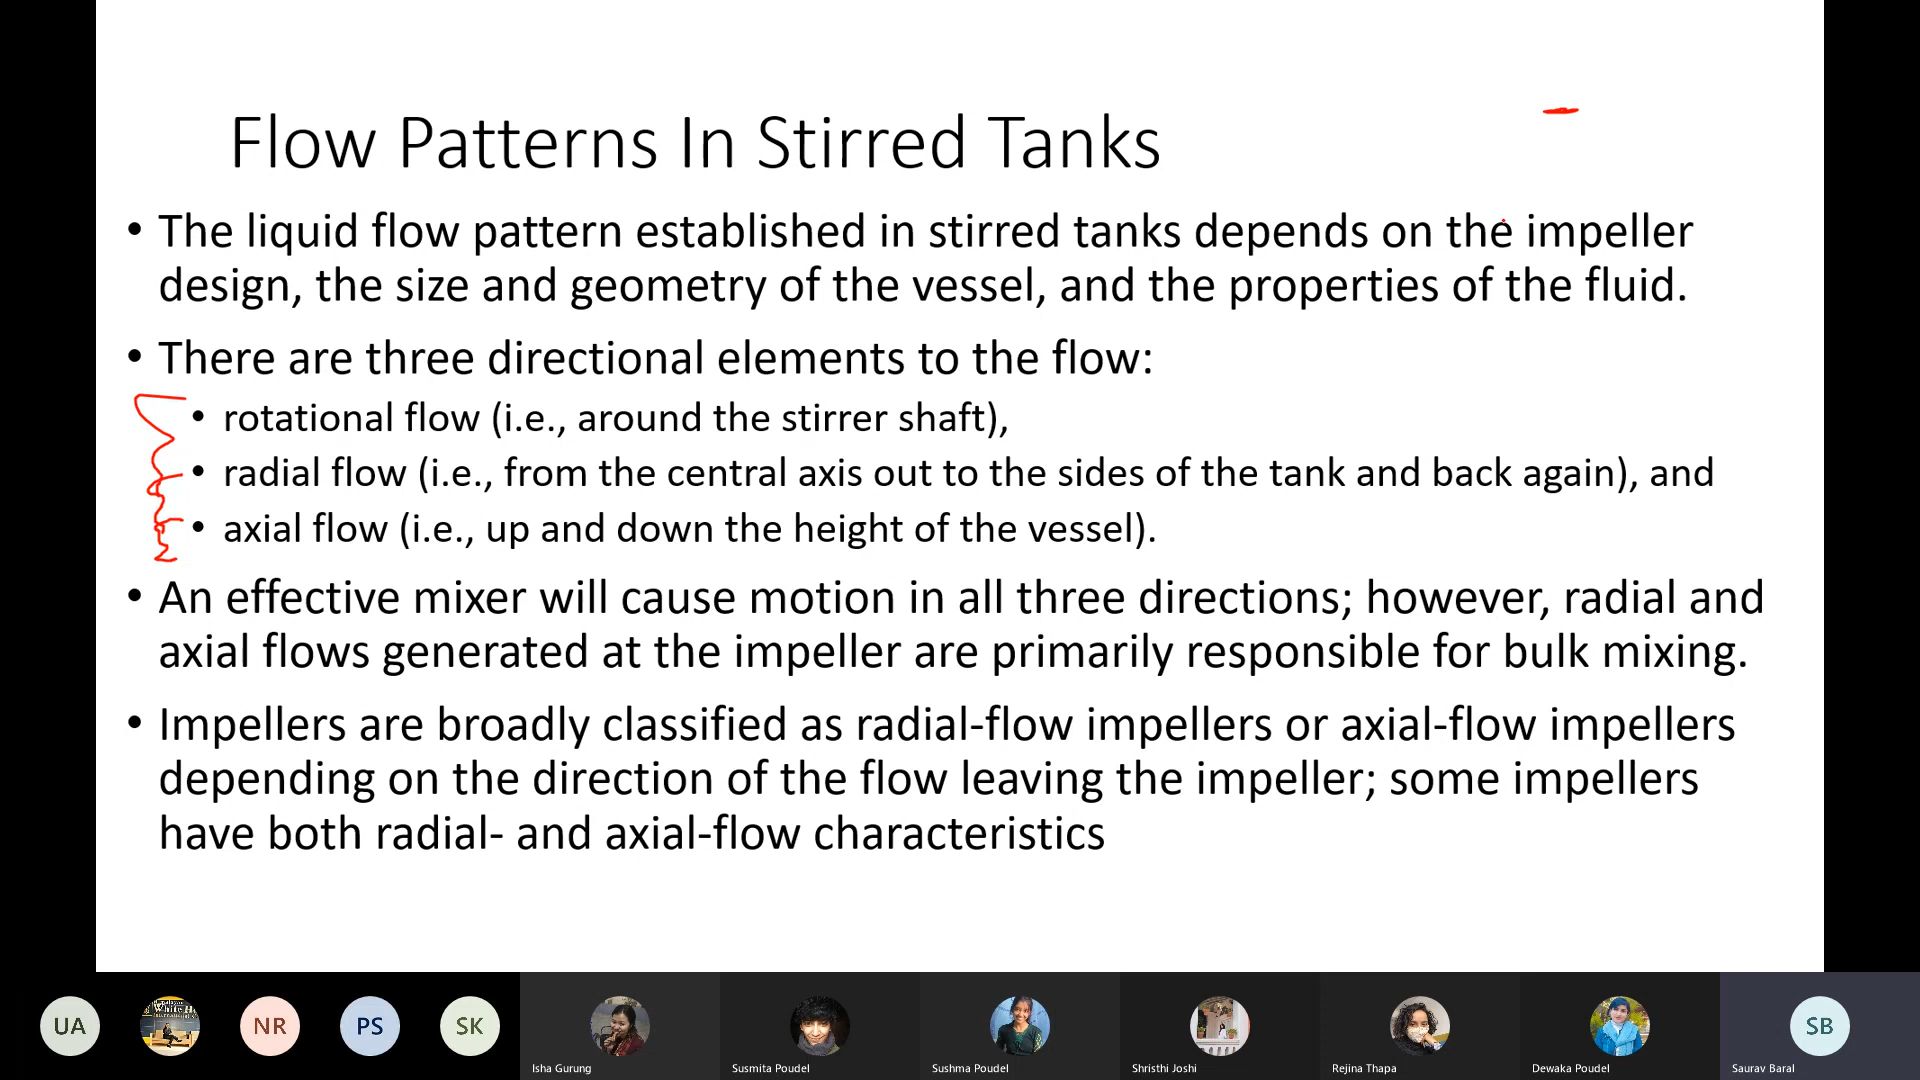 Flow Patterns In Stirred Tanks
• The liquid flow pattern established in stirred tanks depends on the impeller
design, the size and geometry of the vessel, and the properties of the fluid.
• There are three directional elements to the flow:
• rotational flow (i.e., around the stirrer shaft),
• radial flow (i.e., from the central axis out to the sides of the tank and back again), and
• axial flow (i.e., up and down the height of the vessel).
• An effective mixer will cause motion in all three directions; however, radial and
axial flows generated at the impeller are primarily responsible for bulk mixing.
• Impellers are broadly classified as radial-flow impellers or axial-flow impellers
depending on the direction of the flow leaving the impeller; some impellers
have both radial- and axial-flow characteristics
UA NR PS SK SB
Isha Gurung Susmita Poudel Sushma Poudel Shristhi Joshi Rejina Thapa Dewaka Poudel Saurav Baral